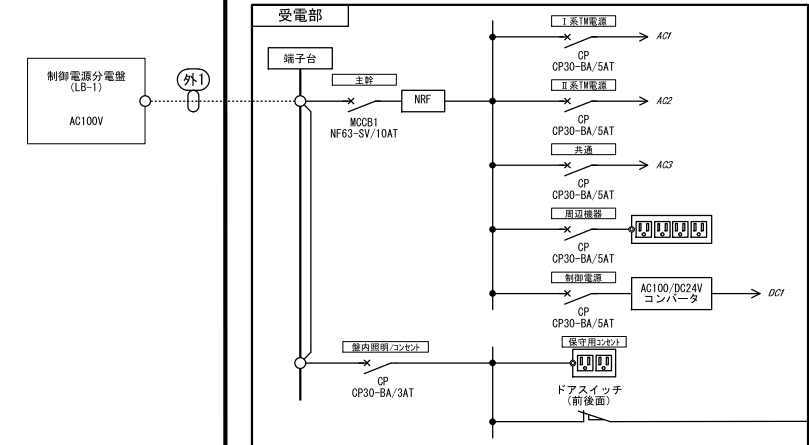 受電部
制御電源分電盤
(LB-1)
AC100V
外1
端子台
主幹
MCCB1
NF63-SV/10AT
NRF
Ⅰ系TM電源
CP
CP30-BA/5AT
AC1
Ⅱ系TM電源
CP
CP30-BA/5AT
AC2
共通
CP
CP30-BA/5AT
AC3
周辺機器
CP
CP30-BA/5AT
制御電源
CP
CP30-BA/5AT
AC100/DC24V
コンバータ
DC1
盤内照明/コンセント
CP
CP30-BA/3AT
保守用コンセント
ドアスイッチ
(前後面)